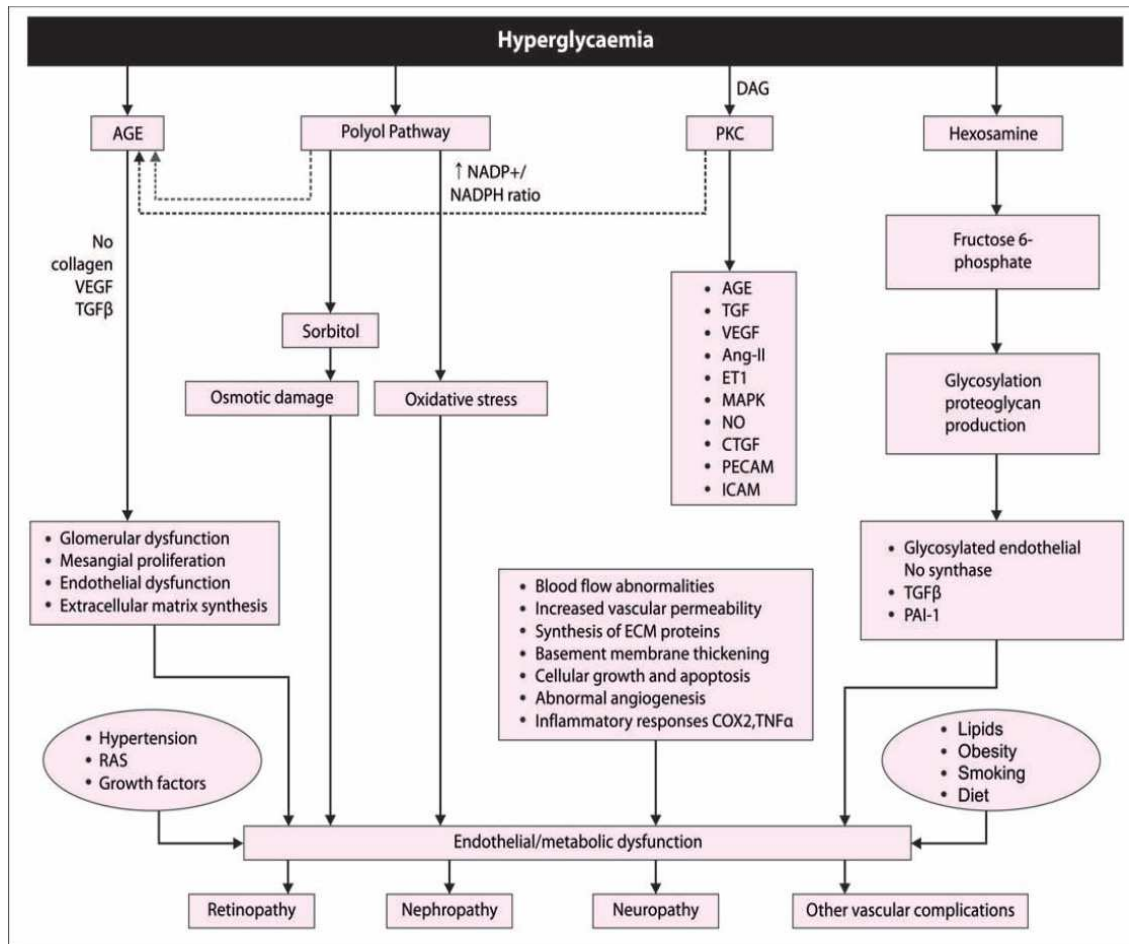 Hyperglycaemia
DAG
AGE
Polyol Pathway
PKC
Hexosamine
↑ NADP+/
NADPH ratio
No
collagen
VEGF
TGFβ
Fructose 6-
phosphate
• AGE
• TGF
• VEGF
• Ang-II
• ET1
• MAPK
• NO
• CTGF
• PECAM
• ICAM
Sorbitol
Osmotic damage
Oxidative stress
Glycosylation
proteoglycan
production
• Glomerular dysfunction
• Mesangial proliferation
• Endothelial dysfunction
• Extracellular matrix synthesis
• Blood flow abnormalities
• Increased vascular permeability
• Synthesis of ECM proteins
• Basement membrane thickening
• Cellular growth and apoptosis
• Abnormal angiogenesis
• Inflammatory responses COX2,TNFα
• Glycosylated endothelial
No synthase
• TGFβ
• PAI-1
• Hypertension
• RAS
• Growth factors
• Lipids
• Obesity
• Smoking
• Diet
Endothelial/metabolic dysfunction
Retinopathy
Nephropathy
Neuropathy
Other vascular complications